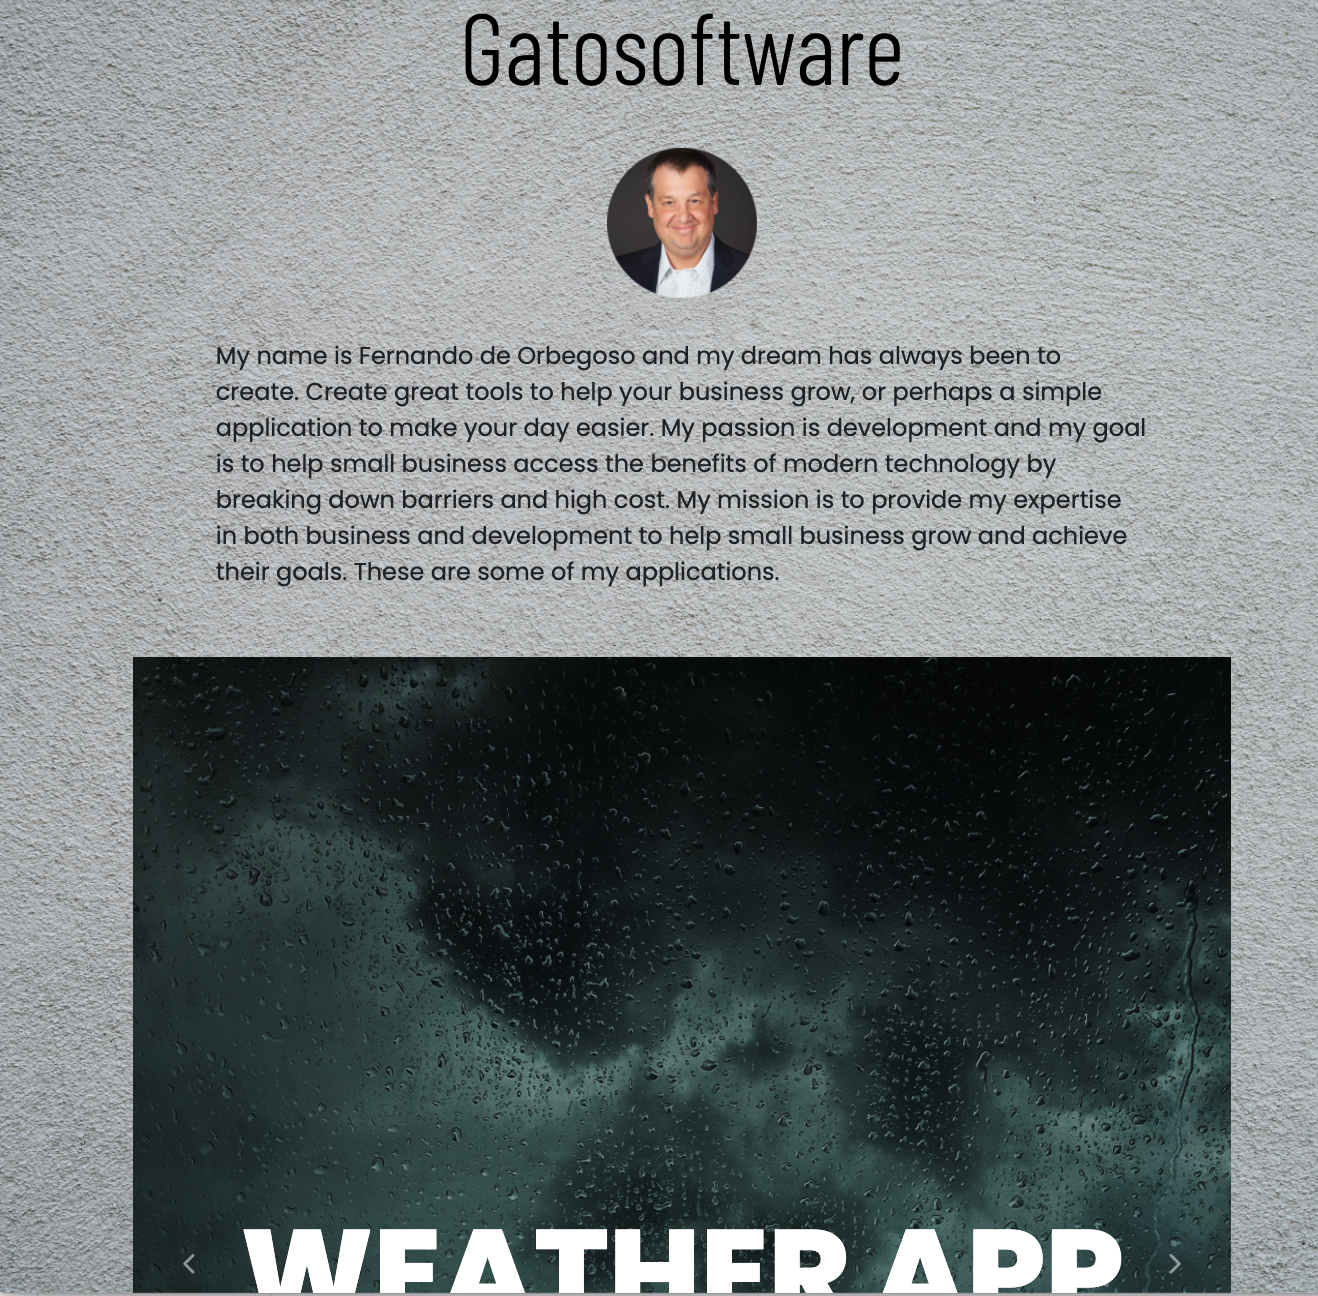 Gatosoftware
My name is Fernando de Orbegoso and my dream has always been to
create. Create great tools to help your business grow, or perhaps a simple
application to make your day easier. My passion is development and my goal
is to help small business access the benefits of modern technology by
breaking down barriers and high cost. My mission is to provide my expertise
in both business and development to help small business grow and achieve
their goals. These are some of my applications.
WEATHER APP